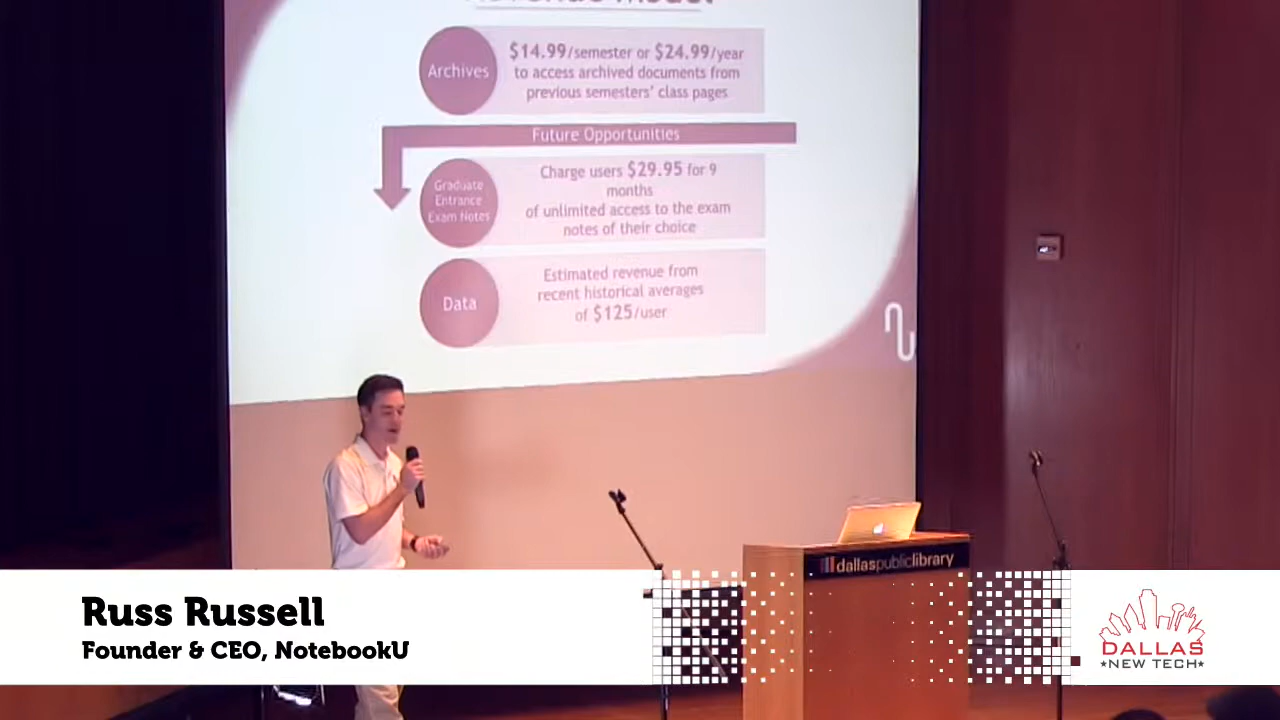 Revenue Model
Archives
$14.99/semester or $24.99/year
to access archived documents from
previous semesters' class pages
Future Opportunities
Graduate
Entrance
Exam Notes
Charge users $29.95 for 9
months
of unlimited access to the exam
notes of their choice
Data
Estimated revenue from
recent historical averages
of $125/user
dallaspubliclibrary
Russ Russell
Founder & CEO, NotebookU
DALLAS
NEW TECH